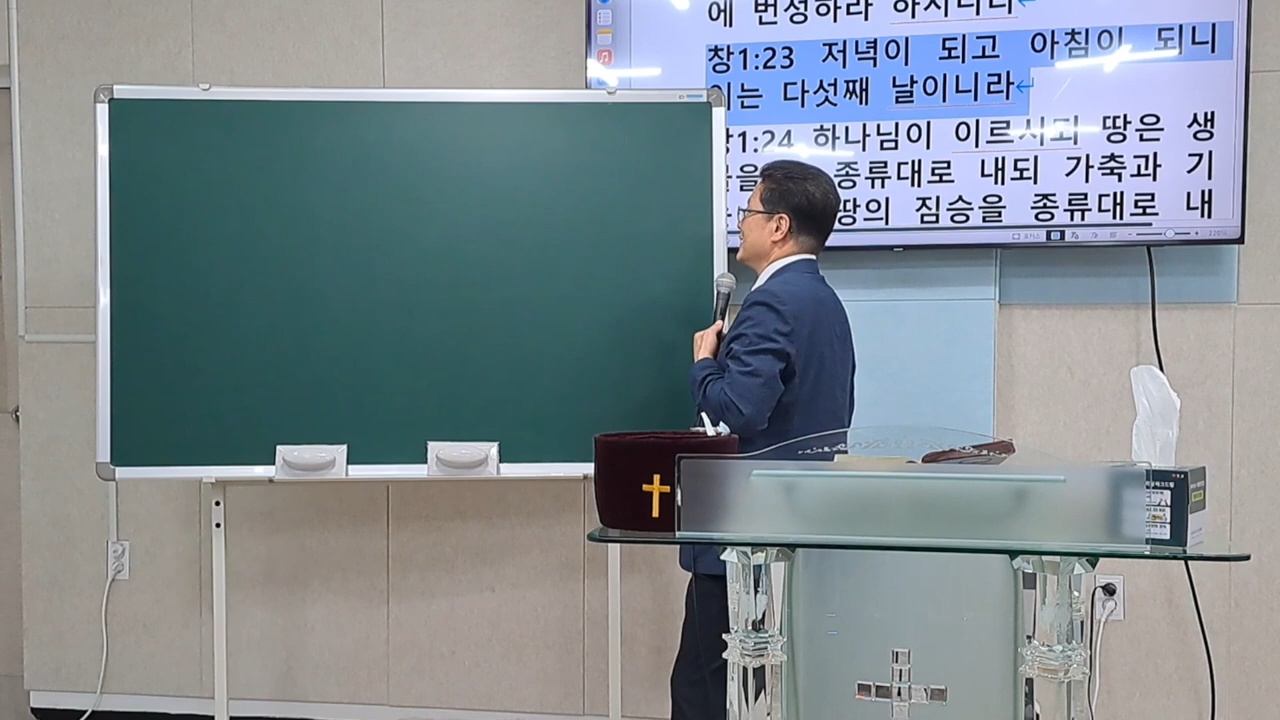 에 번성하라 하시니라
창1:23 저녁이 되고 아침이 되니
이는 다섯째 날이니라
창1:24 하나님이 이르시되 땅은 생
종류대로 내되 가축과 기
땅의 짐승을 종류대로 내